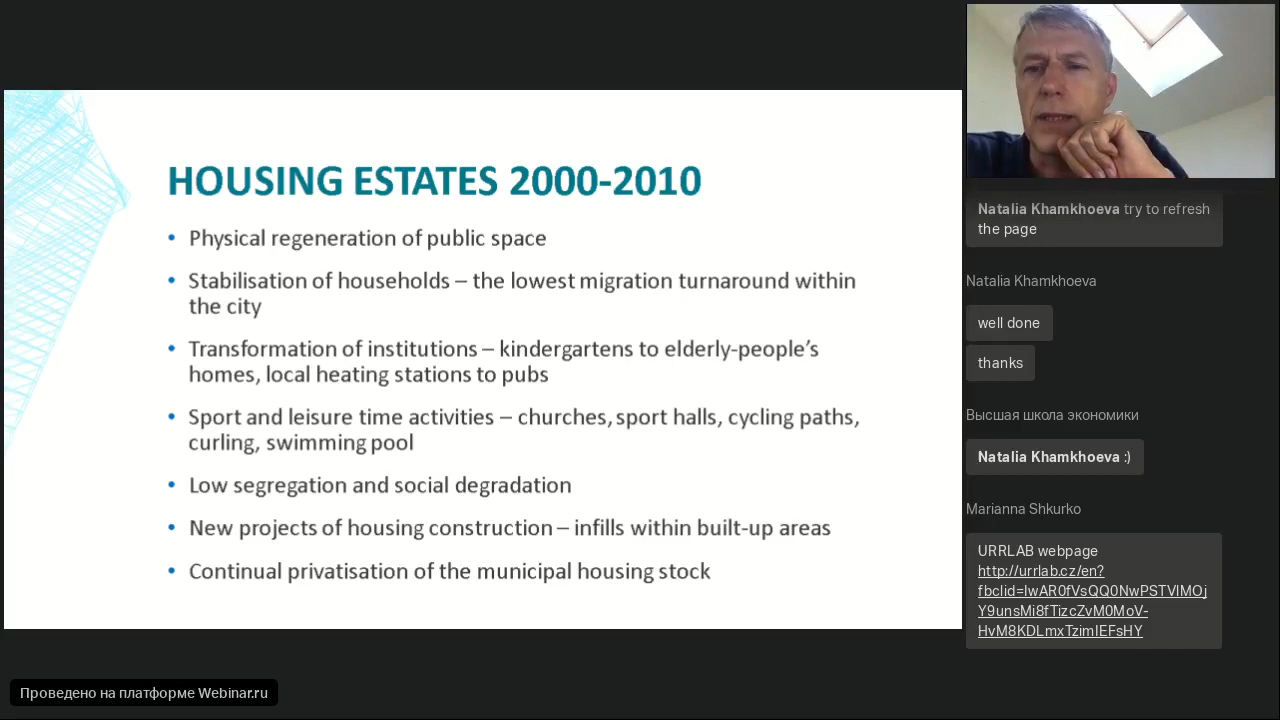 HOUSING ESTATES 2000-2010
• Physical regeneration of public space
• Stabilisation of households – the lowest migration turnaround within
the city
• Transformation of institutions – kindergartens to elderly-people's
homes, local heating stations to pubs
• Sport and leisure time activities – churches, sport halls, cycling paths,
curling, swimming pool
• Low segregation and social degradation
• New projects of housing construction – infills within built-up areas
• Continual privatisation of the municipal housing stock
Natalia Khamkhoeva try to refresh
the page
Natalia Khamkhoeva
well done
thanks
Высшая школа экономики
Natalia Khamkhoeva :)
Marianna Shkurko
URRLAB webpage
http://urrlab.cz/en?
fbclid=IwAR0fVsQQ0NwPSTVlMOj
Y9unsMi8fTizcZvM0MoV-
HvM8KDLmxTzimIEFsHY
Проведено на платформе Webinar.ru